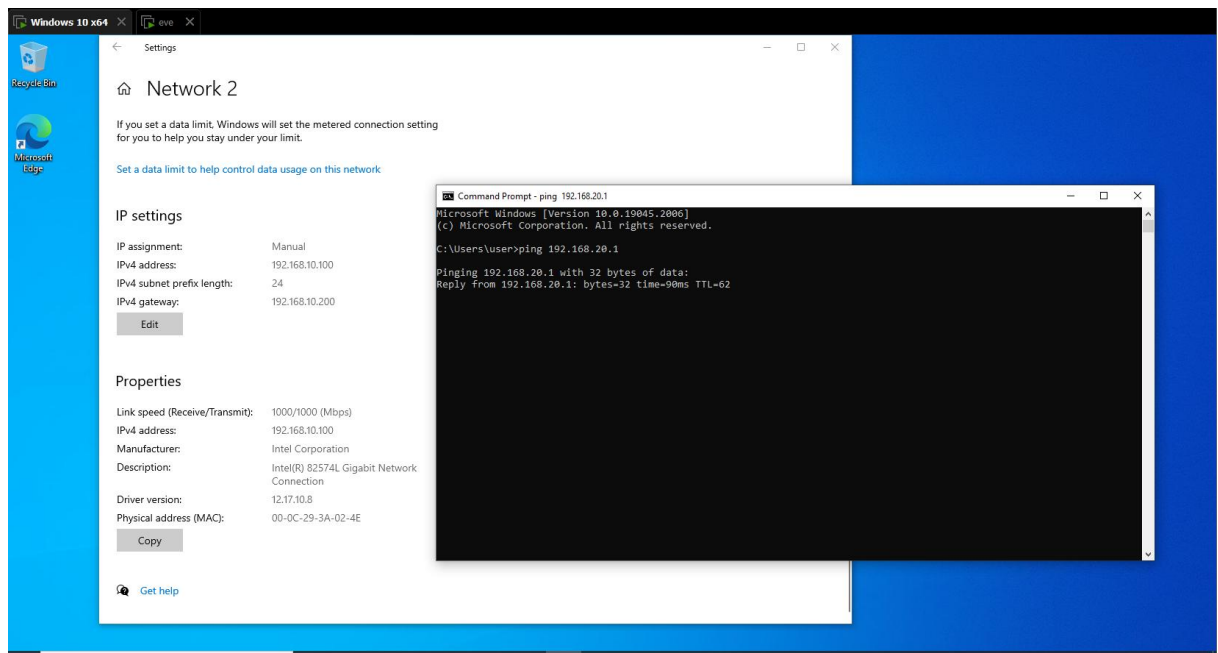 Windows 10 x64
eve
Recycle Bin
Microsoft
Edge
Settings
Network 2
If you set a data limit, Windows will set the metered connection setting
for you to help you stay under your limit.
Set a data limit to help control data usage on this network
IP settings
IP assignment: Manual
IPv4 address: 192.168.10.100
IPv4 subnet prefix length: 24
IPv4 gateway: 192.168.10.200
Edit
Properties
Link speed (Receive/Transmit): 1000/1000 (Mbps)
IPv4 address: 192.168.10.100
Manufacturer: Intel Corporation
Description: Intel(R) 82574L Gigabit Network
Connection
Driver version: 12.17.10.8
Physical address (MAC): 00-0C-29-3A-02-4E
Copy
Get help
Command Prompt - ping 192.168.20.1
Microsoft Windows [Version 10.0.19045.2006]
(c) Microsoft Corporation. All rights reserved.
C:\Users\user>ping 192.168.20.1
Pinging 192.168.20.1 with 32 bytes of data:
Reply from 192.168.20.1: bytes=32 time=90ms TTL=62